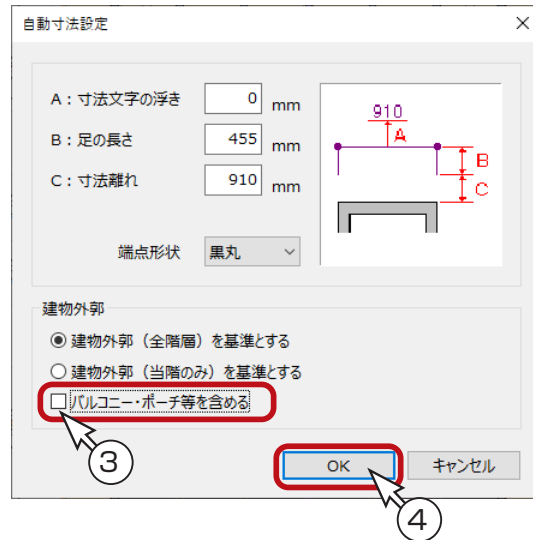 自動寸法設定
A：寸法文字の浮き 0 mm
B：足の長さ 455 mm
C：寸法離れ 910 mm
910
A
B
C
端点形状 黒丸
建物外郭
建物外郭（全階層）を基準とする
建物外郭（当階のみ）を基準とする
バルコニー・ポーチ等を含める
③
OK キャンセル
④